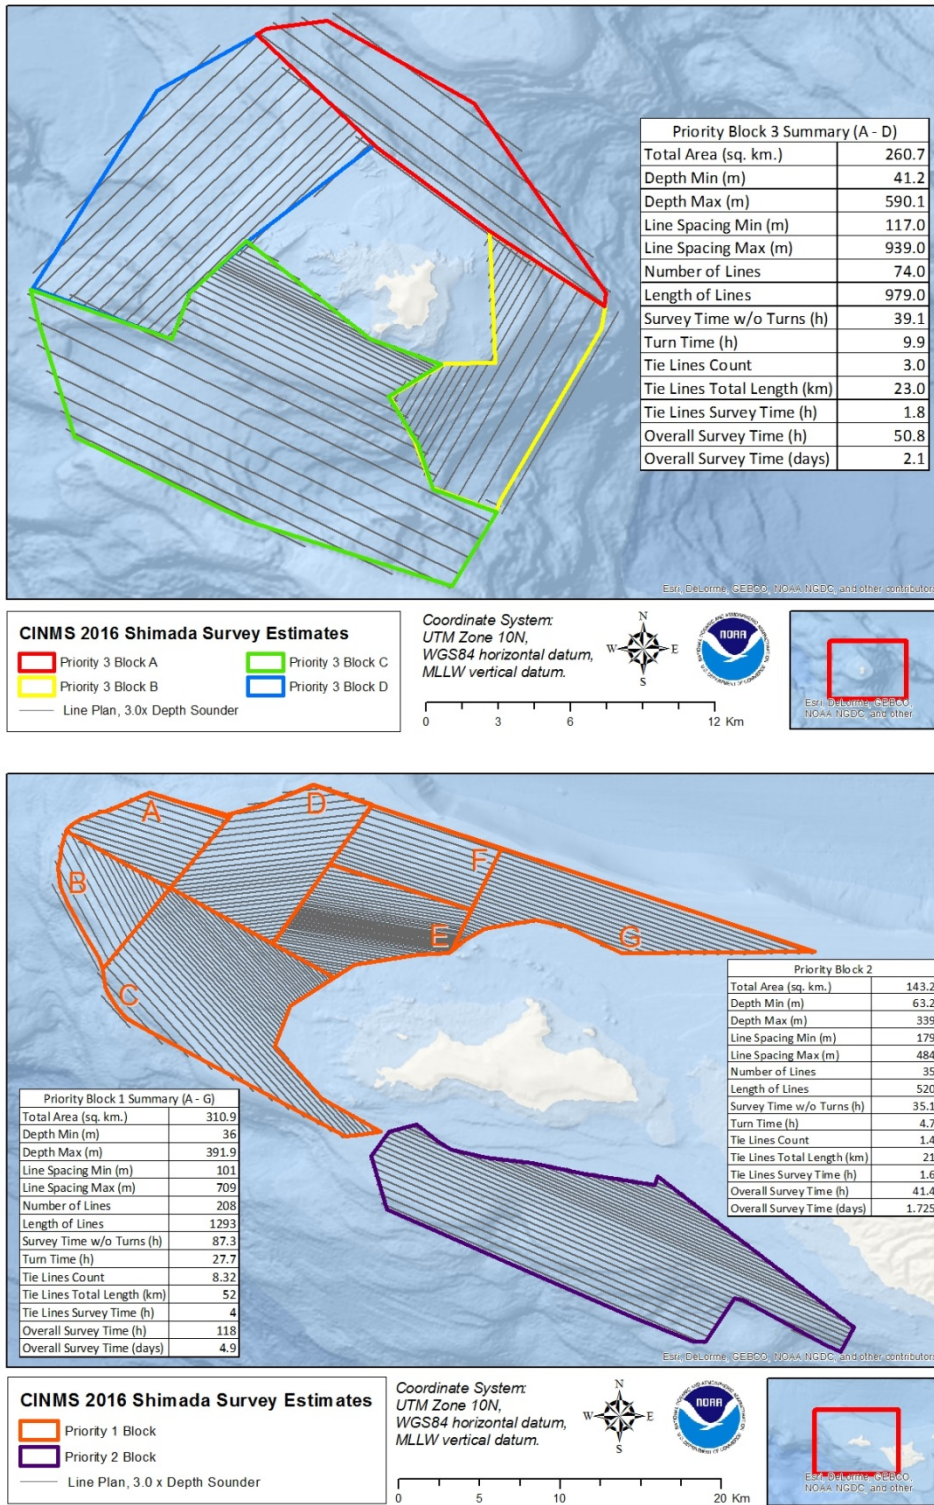 Priority Block 3 Summary (A - D)
Total Area (sq. km.) 260.7
Depth Min (m) 41.2
Depth Max (m) 590.1
Line Spacing Min (m) 117.0
Line Spacing Max (m) 939.0
Number of Lines 74.0
Length of Lines 979.0
Survey Time w/o Turns (h) 39.1
Turn Time (h) 9.9
Tie Lines Count 3.0
Tie Lines Total Length (km) 23.0
Tie Lines Survey Time (h) 1.8
Overall Survey Time (h) 50.8
Overall Survey Time (days) 2.1
Esri, DeLorme, GEBCO, NOAA NGDC, and other contributors
CINMS 2016 Shimada Survey Estimates
Priority 3 Block A
Priority 3 Block C
Priority 3 Block B
Priority 3 Block D
Line Plan, 3.0x Depth Sounder
Coordinate System:
UTM Zone 10N,
WGS84 horizontal datum,
MLLW vertical datum.
N
W E
S
NOAA
0 3 6 12 Km
Esri, DeLorme, GEBCO,
NOAA NGDC, and other
A
D
B
F
E
G
C
Priority Block 2
Total Area (sq. km.) 143.2
Depth Min (m) 63.2
Depth Max (m) 339
Line Spacing Min (m) 179
Line Spacing Max (m) 484
Number of Lines 35
Length of Lines 520
Survey Time w/o Turns (h) 35.1
Turn Time (h) 4.7
Tie Lines Count 1.4
Tie Lines Total Length (km) 21
Tie Lines Survey Time (h) 1.6
Overall Survey Time (h) 41.4
Overall Survey Time (days) 1.725
Priority Block 1 Summary (A - G)
Total Area (sq. km.) 310.9
Depth Min (m) 36
Depth Max (m) 391.9
Line Spacing Min (m) 101
Line Spacing Max (m) 709
Number of Lines 208
Length of Lines 1293
Survey Time w/o Turns (h) 87.3
Turn Time (h) 27.7
Tie Lines Count 8.32
Tie Lines Total Length (km) 52
Tie Lines Survey Time (h) 4
Overall Survey Time (h) 118
Overall Survey Time (days) 4.9
Esri, DeLorme, GEBCO, NOAA NGDC, and other contributors
CINMS 2016 Shimada Survey Estimates
Priority 1 Block
Priority 2 Block
Line Plan, 3.0 x Depth Sounder
Coordinate System:
UTM Zone 10N,
WGS84 horizontal datum,
MLLW vertical datum.
N
W E
S
NOAA
0 5 10 20 Km
Esri, DeLorme, GEBCO,
NOAA NGDC, and other